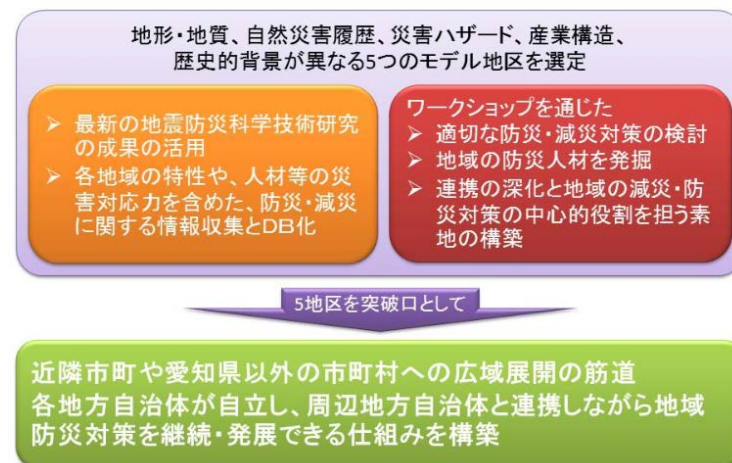 地形・地質、自然災害履歴、災害ハザード、産業構造、
歴史的背景が異なる5つのモデル地区を選定
➢ 最新の地震防災科学技術研究
の成果の活用
➢ 各地域の特性や、人材等の災
害対応力を含めた、防災・減災
に関する情報収集とDB化
ワークショップを通じた
➢ 適切な防災・減災対策の検討
➢ 地域の防災人材を発掘
➢ 連携の深化と地域の減災・防
災対策の中心的役割を担う素
地の構築
5地区を突破口として
近隣市町や愛知県以外の市町村への広域展開の筋道
各地方自治体が自立し、周辺地方自治体と連携しながら地域
防災対策を継続・発展できる仕組みを構築